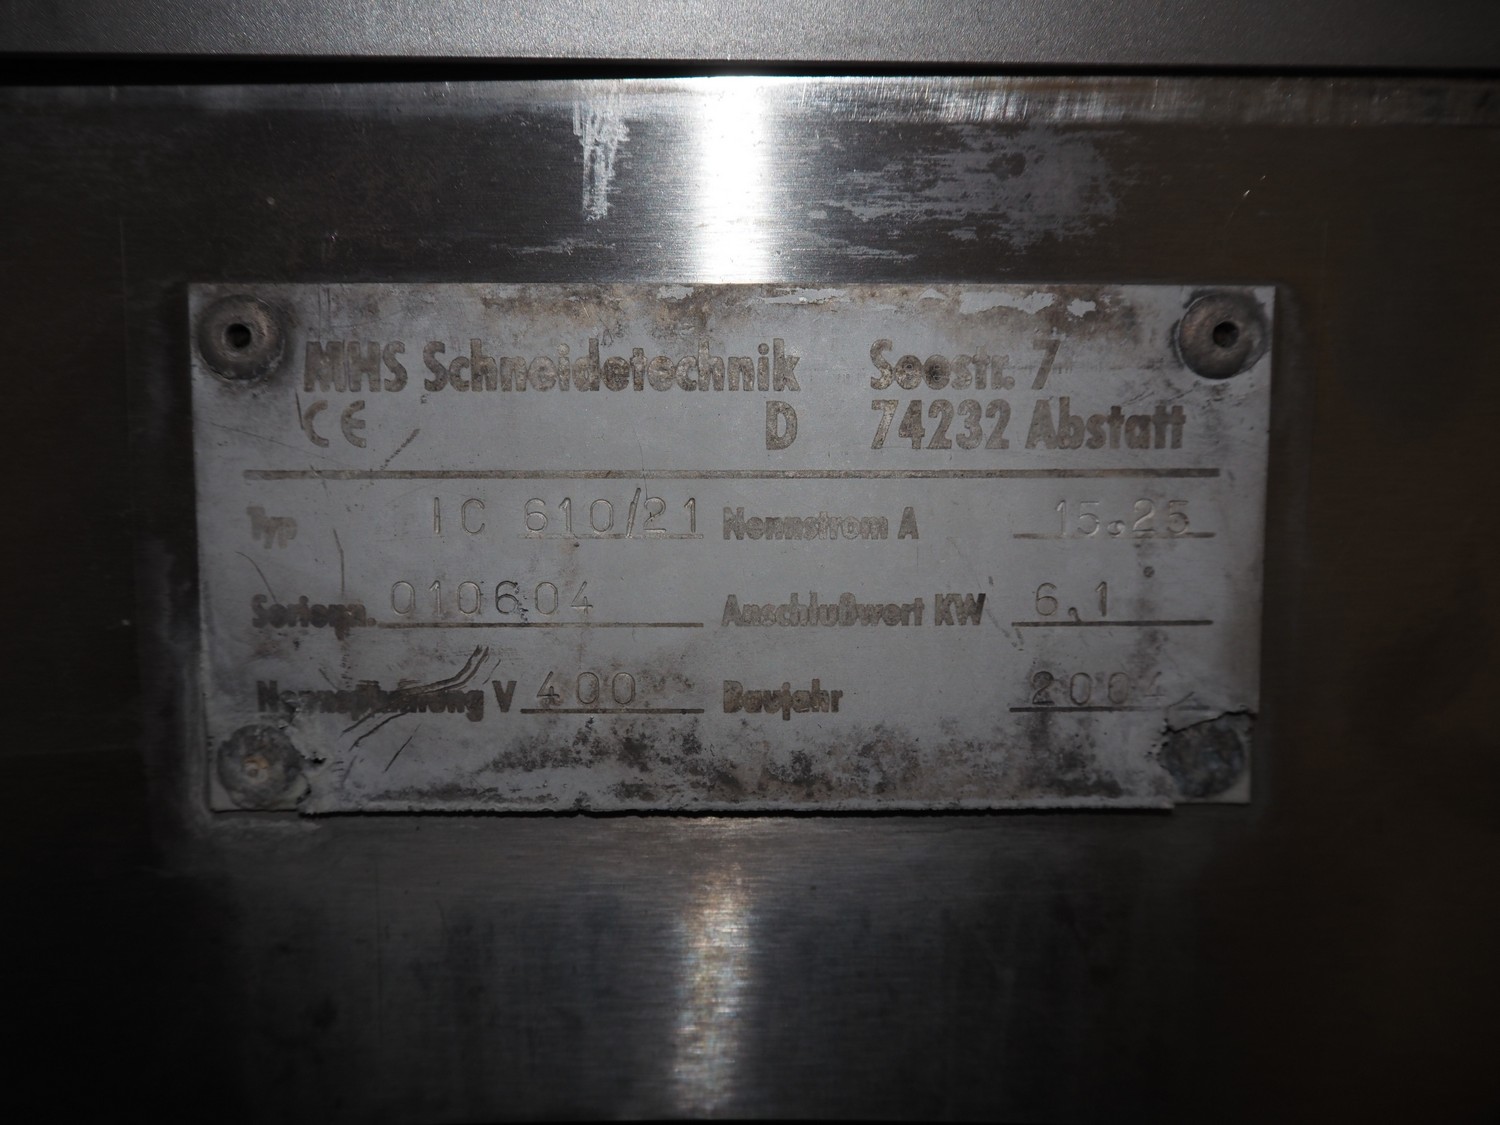 MHS Schneidetechnik Seestr. 7
CE D 74232 Abstatt
Typ IC 610/21 Nennstrom A 15,25
Seriennr. 010604 Anschlußwert KW 6,1
Nennspannung V 400 Baujahr 2004